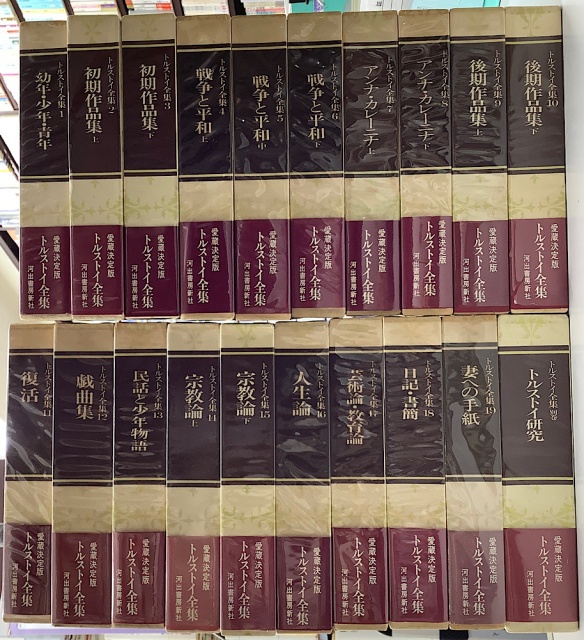 トルストイ全集 1
幼年・少年・青年
愛蔵決定版
トルストイ全集
河出書房新社
トルストイ全集 2
初期作品集 上
愛蔵決定版
トルストイ全集
河出書房新社
トルストイ全集 3
初期作品集 下
愛蔵決定版
トルストイ全集
河出書房新社
トルストイ全集 4
戦争と平和 上
愛蔵決定版
トルストイ全集
河出書房新社
トルストイ全集 5
戦争と平和 中
愛蔵決定版
トルストイ全集
河出書房新社
トルストイ全集 6
戦争と平和 下
愛蔵決定版
トルストイ全集
河出書房新社
トルストイ全集 7
アンナ・カレーニナ 上
愛蔵決定版
トルストイ全集
河出書房新社
トルストイ全集 8
アンナ・カレーニナ 下
愛蔵決定版
トルストイ全集
河出書房新社
トルストイ全集 9
後期作品集 上
愛蔵決定版
トルストイ全集
河出書房新社
トルストイ全集 10
後期作品集 下
愛蔵決定版
トルストイ全集
河出書房新社
トルストイ全集 11
復活
愛蔵決定版
トルストイ全集
河出書房新社
トルストイ全集 12
戯曲集
愛蔵決定版
トルストイ全集
河出書房新社
トルストイ全集 13
民話と少年物語
愛蔵決定版
トルストイ全集
河出書房新社
トルストイ全集 14
宗教論 上
愛蔵決定版
トルストイ全集
河出書房新社
トルストイ全集 15
宗教論 下
愛蔵決定版
トルストイ全集
河出書房新社
トルストイ全集 16
人生論
愛蔵決定版
トルストイ全集
河出書房新社
トルストイ全集 17
芸術論・教育論
愛蔵決定版
トルストイ全集
河出書房新社
トルストイ全集 18
日記・書簡
愛蔵決定版
トルストイ全集
河出書房新社
トルストイ全集 19
妻への手紙
愛蔵決定版
トルストイ全集
河出書房新社
トルストイ全集 別巻
トルストイ研究
愛蔵決定版
トルストイ全集
河出書房新社